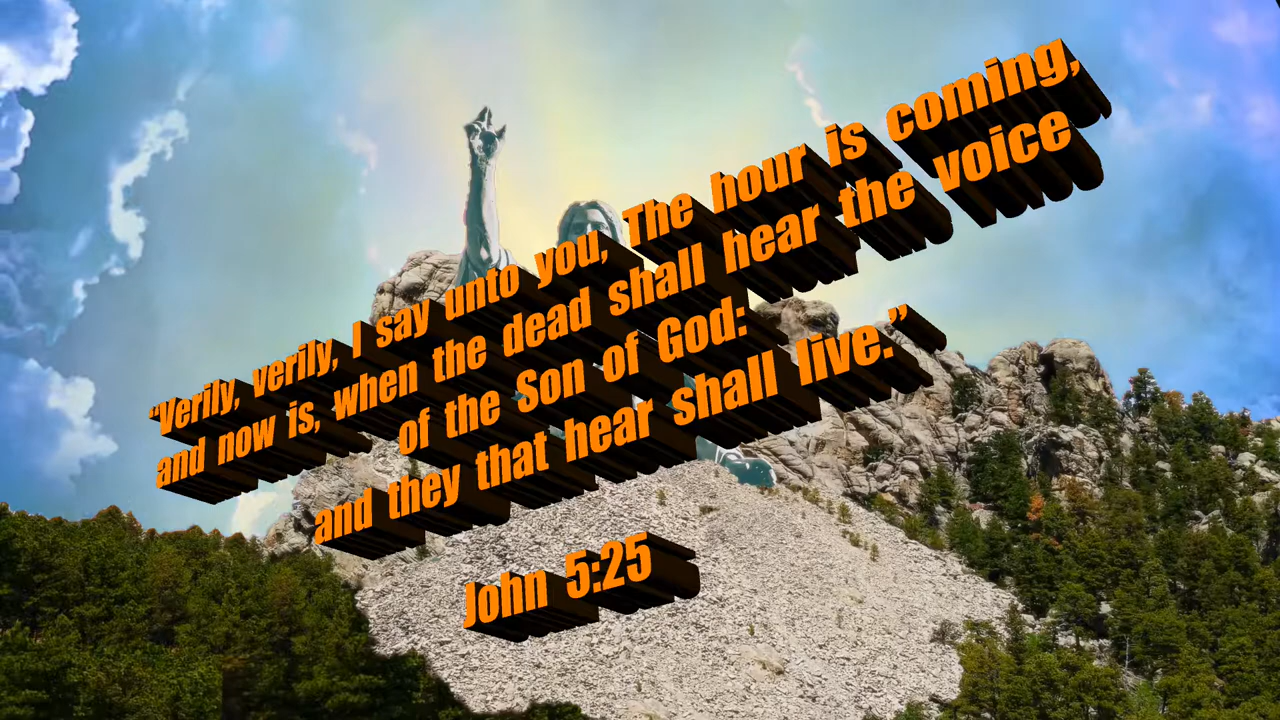 “Verily, verily, I say unto you, The hour is coming,
and now is, when the dead shall hear the voice
of the Son of God:
and they that hear shall live.”
John 5:25